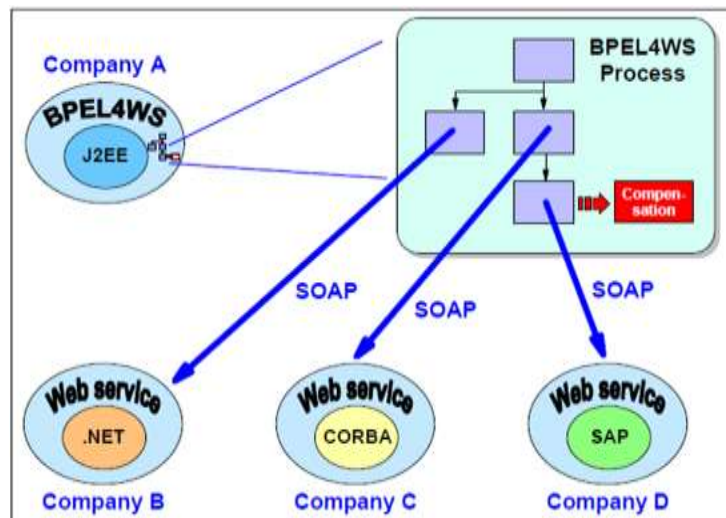 Company A
BPEL4WS
J2EE
BPEL4WS
Process
Compen-
sation
SOAP
SOAP
SOAP
Web service
.NET
Company B
Web service
CORBA
Company C
Web service
SAP
Company D